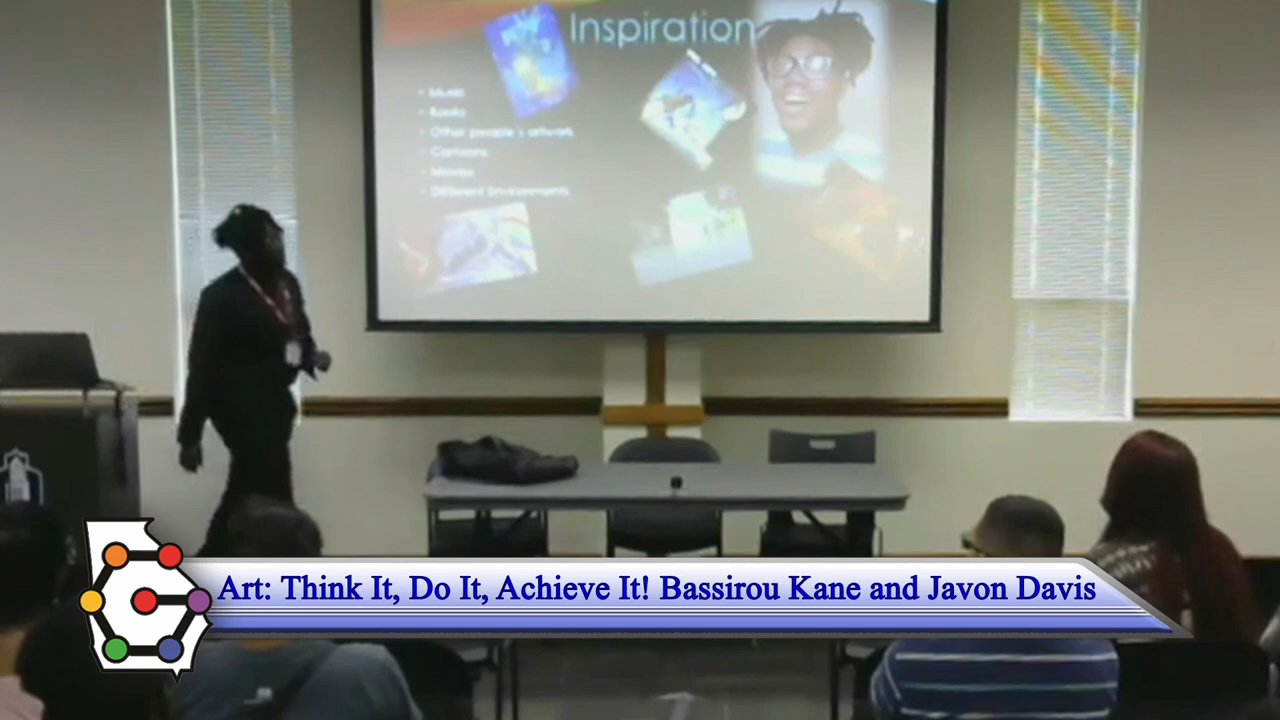 Inspiration
• Music
• Books
• Other people's artwork
• Cartoons
• Movies
• Different Environments
Art: Think It, Do It, Achieve It! Bassirou Kane and Javon Davis